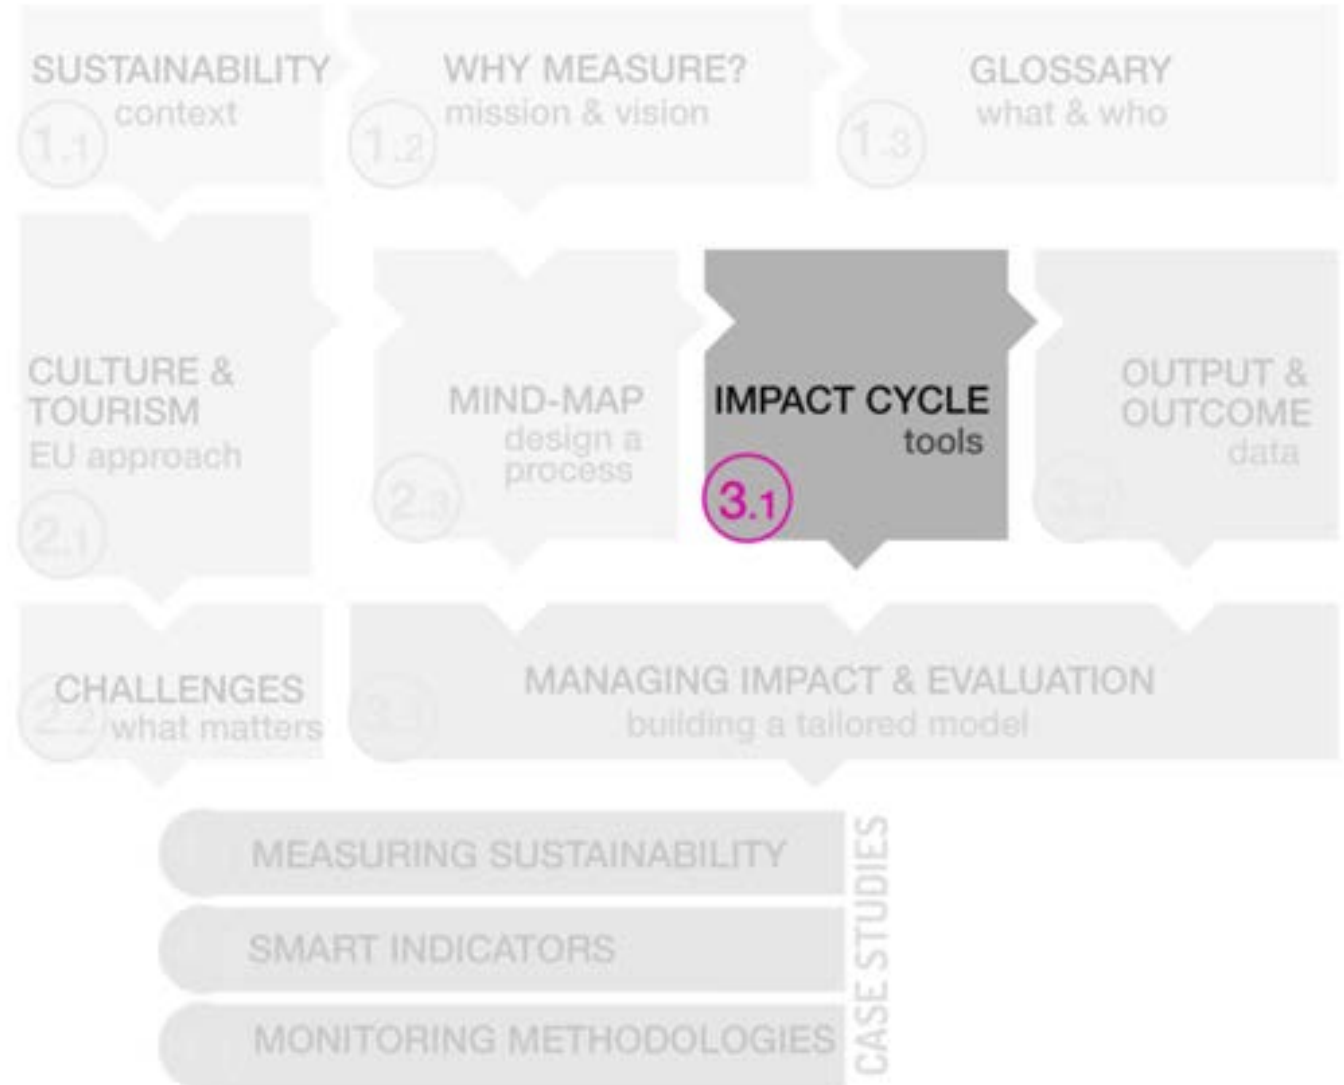 SUSTAINABILITY
context
1.1
WHY MEASURE?
mission & vision
1.2
GLOSSARY
what & who
1.3
CULTURE &
TOURISM
EU approach
2.1
MIND-MAP
design a
process
2.3
IMPACT CYCLE
tools
3.1
OUTPUT &
OUTCOME
data
CHALLENGES
2.2 what matters
MANAGING IMPACT & EVALUATION
building a tailored model
MEASURING SUSTAINABILITY
SMART INDICATORS
MONITORING METHODOLOGIES
CASE STUDIES